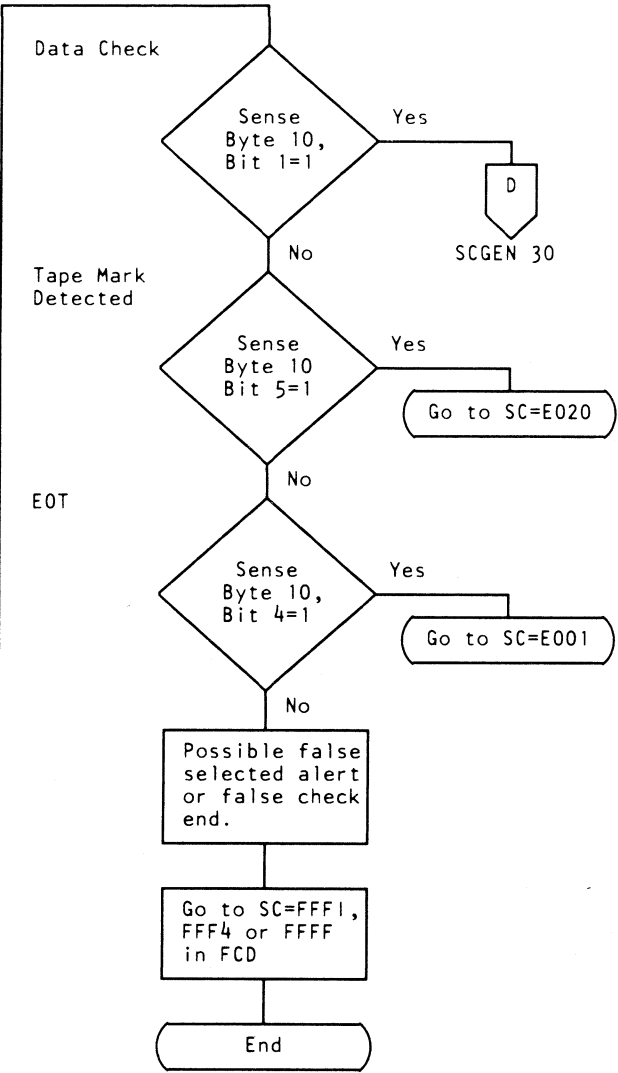 Data Check
Sense
Byte 10,
Bit 1=1
Yes
D
SCGEN 30
No
Tape Mark
Detected
Sense
Byte 10
Bit 5=1
Yes
Go to SC=E020
No
EOT
Sense
Byte 10,
Bit 4=1
Yes
Go to SC=E001
No
Possible false
selected alert
or false check
end.
Go to SC=FFF1,
FFF4 or FFFF
in FCD
End